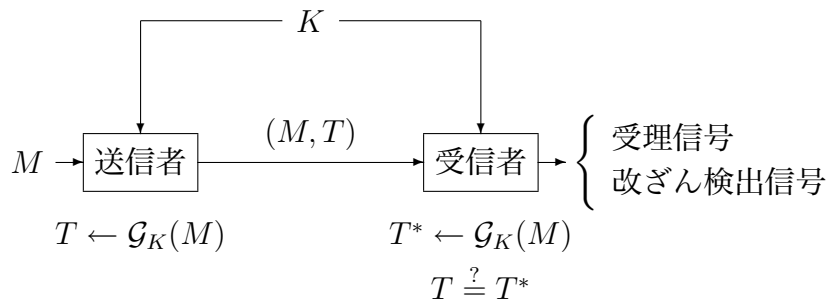 K
(M, T)
M 送信者 受信者 受理信号
改ざん検出信号
T ← 𝒢_K(M) T* ← 𝒢_K(M)
T ≟ T*